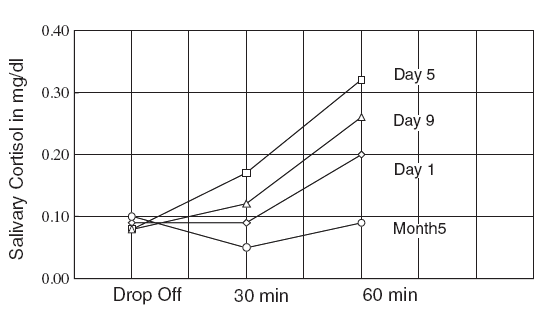 Salivary Cortisol in mg/dl
0.40
0.30
0.20
0.10
0.00
Day 5
Day 9
Day 1
Month5
Drop Off 30 min 60 min